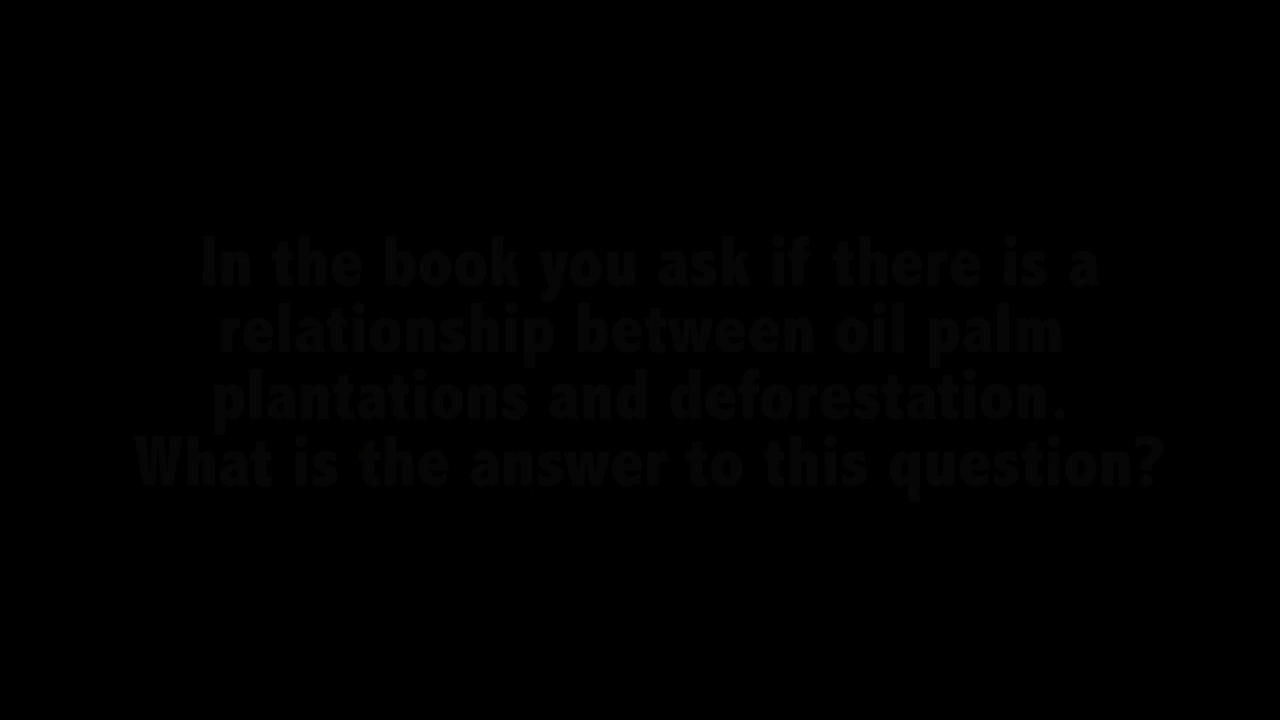 In the book you ask if there is a
relationship between oil palm
plantations and deforestation.
What is the answer to this question?